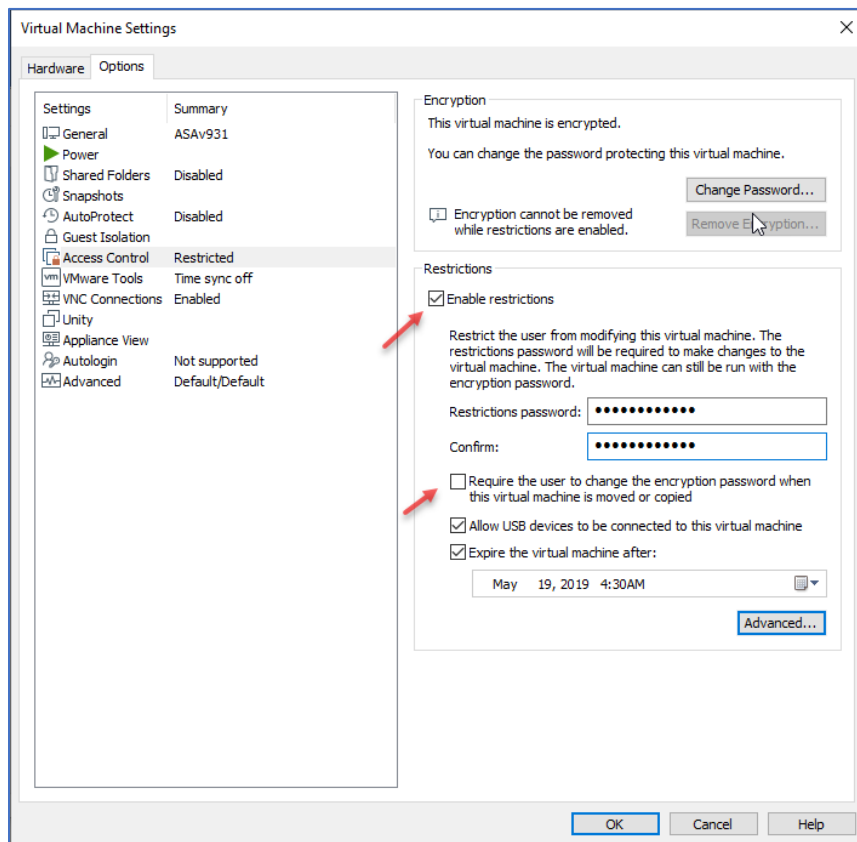 Virtual Machine Settings
Hardware Options
Settings Summary
General ASAv931
Power
Shared Folders Disabled
Snapshots
AutoProtect Disabled
Guest Isolation
Access Control Restricted
vm VMware Tools Time sync off
VNC Connections Enabled
Unity
Appliance View
Autologin Not supported
Advanced Default/Default
Encryption
This virtual machine is encrypted.
You can change the password protecting this virtual machine.
Change Password...
Encryption cannot be removed
while restrictions are enabled.
Remove Encryption...
Restrictions
Enable restrictions
Restrict the user from modifying this virtual machine. The
restrictions password will be required to make changes to the
virtual machine. The virtual machine can still be run with the
encryption password.
Restrictions password: ••••••••••••
Confirm: ••••••••••••
Require the user to change the encryption password when
this virtual machine is moved or copied
Allow USB devices to be connected to this virtual machine
Expire the virtual machine after:
May 19, 2019 4:30AM
Advanced...
OK Cancel Help